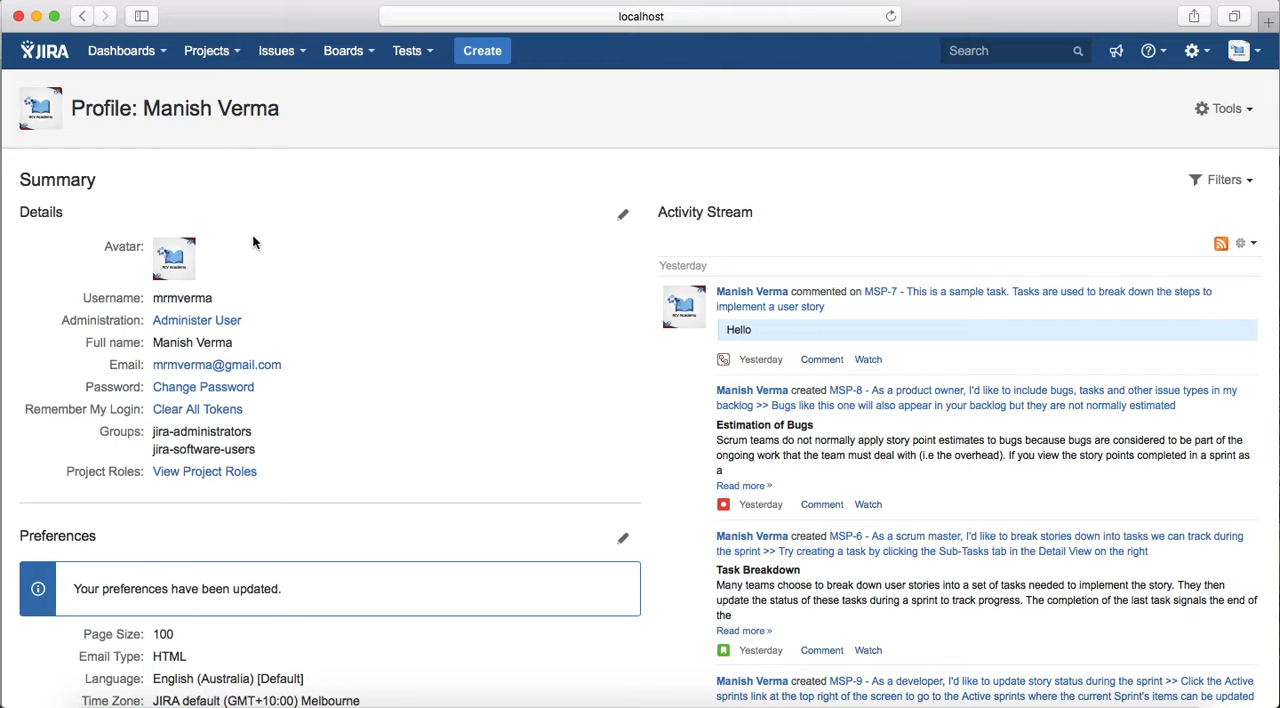 localhost
JIRA Dashboards Projects Issues Boards Tests Create Search
Profile: Manish Verma
Tools
Summary
Filters
Details
Activity Stream
Avatar:
Yesterday
Username: mrmverma
Administration: Administer User
Full name: Manish Verma
Email: mrmverma@gmail.com
Password: Change Password
Remember My Login: Clear All Tokens
Groups: jira-administrators
jira-software-users
Project Roles: View Project Roles
Manish Verma commented on MSP-7 - This is a sample task. Tasks are used to break down the steps to
implement a user story
Hello
Yesterday Comment Watch
Manish Verma created MSP-8 - As a product owner, I'd like to include bugs, tasks and other issue types in my
backlog >> Bugs like this one will also appear in your backlog but they are not normally estimated
Estimation of Bugs
Scrum teams do not normally apply story point estimates to bugs because bugs are considered to be part of the
ongoing work that the team must deal with (i.e the overhead). If you view the story points completed in a sprint as
a
Read more »
Yesterday Comment Watch
Manish Verma created MSP-6 - As a scrum master, I'd like to break stories down into tasks we can track during
the sprint >> Try creating a task by clicking the Sub-Tasks tab in the Detail View on the right
Task Breakdown
Many teams choose to break down user stories into a set of tasks needed to implement the story. They then
update the status of these tasks during a sprint to track progress. The completion of the last task signals the end of
the
Read more »
Yesterday Comment Watch
Manish Verma created MSP-9 - As a developer, I'd like to update story status during the sprint >> Click the Active
sprints link at the top right of the screen to go to the Active sprints where the current Sprint's items can be updated
Preferences
Your preferences have been updated.
Page Size: 100
Email Type: HTML
Language: English (Australia) [Default]
Time Zone: JIRA default (GMT+10:00) Melbourne